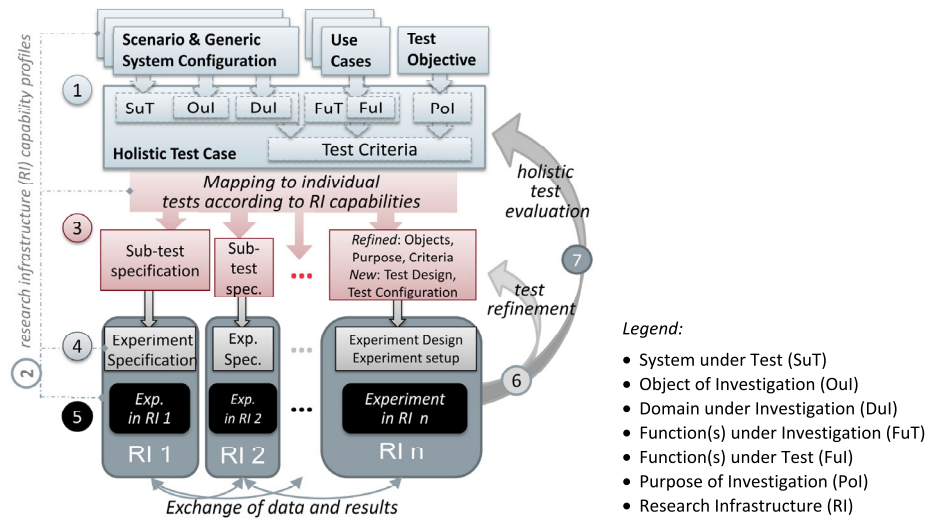 Scenario & Generic
System Configuration
Use
Cases
Test
Objective
1
SuT
OuI
DuI
FuT
FuI
PoI
Test Criteria
Holistic Test Case
research infrastructure (RI) capability profiles
2
Mapping to individual
tests according to RI capabilities
holistic
test
evaluation
3
Sub-test
specification
Sub-
test
spec.
...
Refined: Objects,
Purpose, Criteria
New: Test Design,
Test Configuration
7
test
refinement
4
Experiment
Specification
Exp.
Spec.
...
Experiment Design
Experiment setup
6
5
Exp.
in RI 1
Exp.
in RI 2
...
Experiment
in RI n
RI 1
RI 2
RI n
Exchange of data and results
Legend:
• System under Test (SuT)
• Object of Investigation (OuI)
• Domain under Investigation (DuI)
• Function(s) under Investigation (FuT)
• Function(s) under Test (FuI)
• Purpose of Investigation (PoI)
• Research Infrastructure (RI)